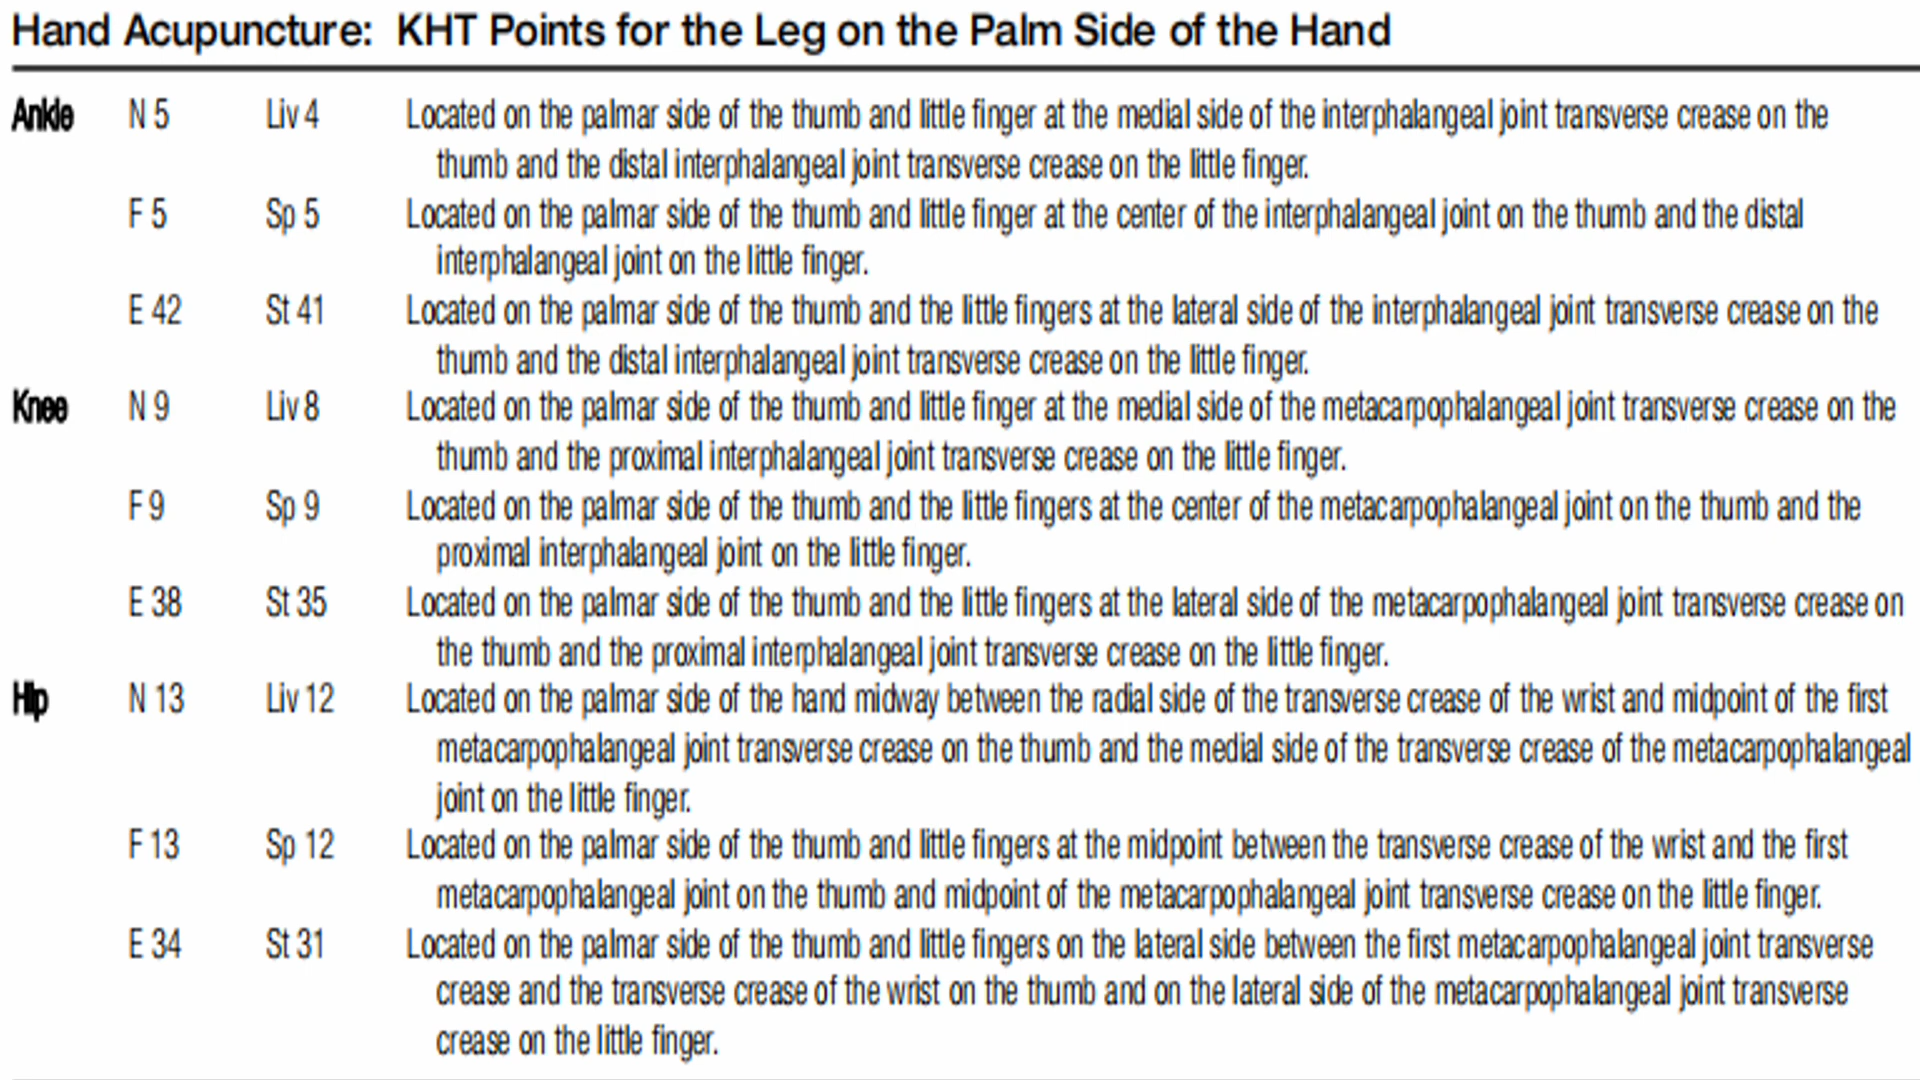 Hand Acupuncture: KHT Points for the Leg on the Palm Side of the Hand
Ankle N 5 Liv 4 Located on the palmar side of the thumb and little finger at the medial side of the interphalangeal joint transverse crease on the
thumb and the distal interphalangeal joint transverse crease on the little finger.
F 5 Sp 5 Located on the palmar side of the thumb and little finger at the center of the interphalangeal joint on the thumb and the distal
interphalangeal joint on the little finger.
E 42 St 41 Located on the palmar side of the thumb and the little fingers at the lateral side of the interphalangeal joint transverse crease on the
thumb and the distal interphalangeal joint transverse crease on the little finger.
Knee N 9 Liv 8 Located on the palmar side of the thumb and little finger at the medial side of the metacarpophalangeal joint transverse crease on the
thumb and the proximal interphalangeal joint transverse crease on the little finger.
F 9 Sp 9 Located on the palmar side of the thumb and the little fingers at the center of the metacarpophalangeal joint on the thumb and the
proximal interphalangeal joint on the little finger.
E 38 St 35 Located on the palmar side of the thumb and the little fingers at the lateral side of the metacarpophalangeal joint transverse crease on
the thumb and the proximal interphalangeal joint transverse crease on the little finger.
Hip N 13 Liv 12 Located on the palmar side of the hand midway between the radial side of the transverse crease of the wrist and midpoint of the first
metacarpophalangeal joint transverse crease on the thumb and the medial side of the transverse crease of the metacarpophalangeal
joint on the little finger.
F 13 Sp 12 Located on the palmar side of the thumb and little fingers at the midpoint between the transverse crease of the wrist and the first
metacarpophalangeal joint on the thumb and midpoint of the metacarpophalangeal joint transverse crease on the little finger.
E 34 St 31 Located on the palmar side of the thumb and little fingers on the lateral side between the first metacarpophalangeal joint transverse
crease and the transverse crease of the wrist on the thumb and on the lateral side of the metacarpophalangeal joint transverse
crease on the little finger.